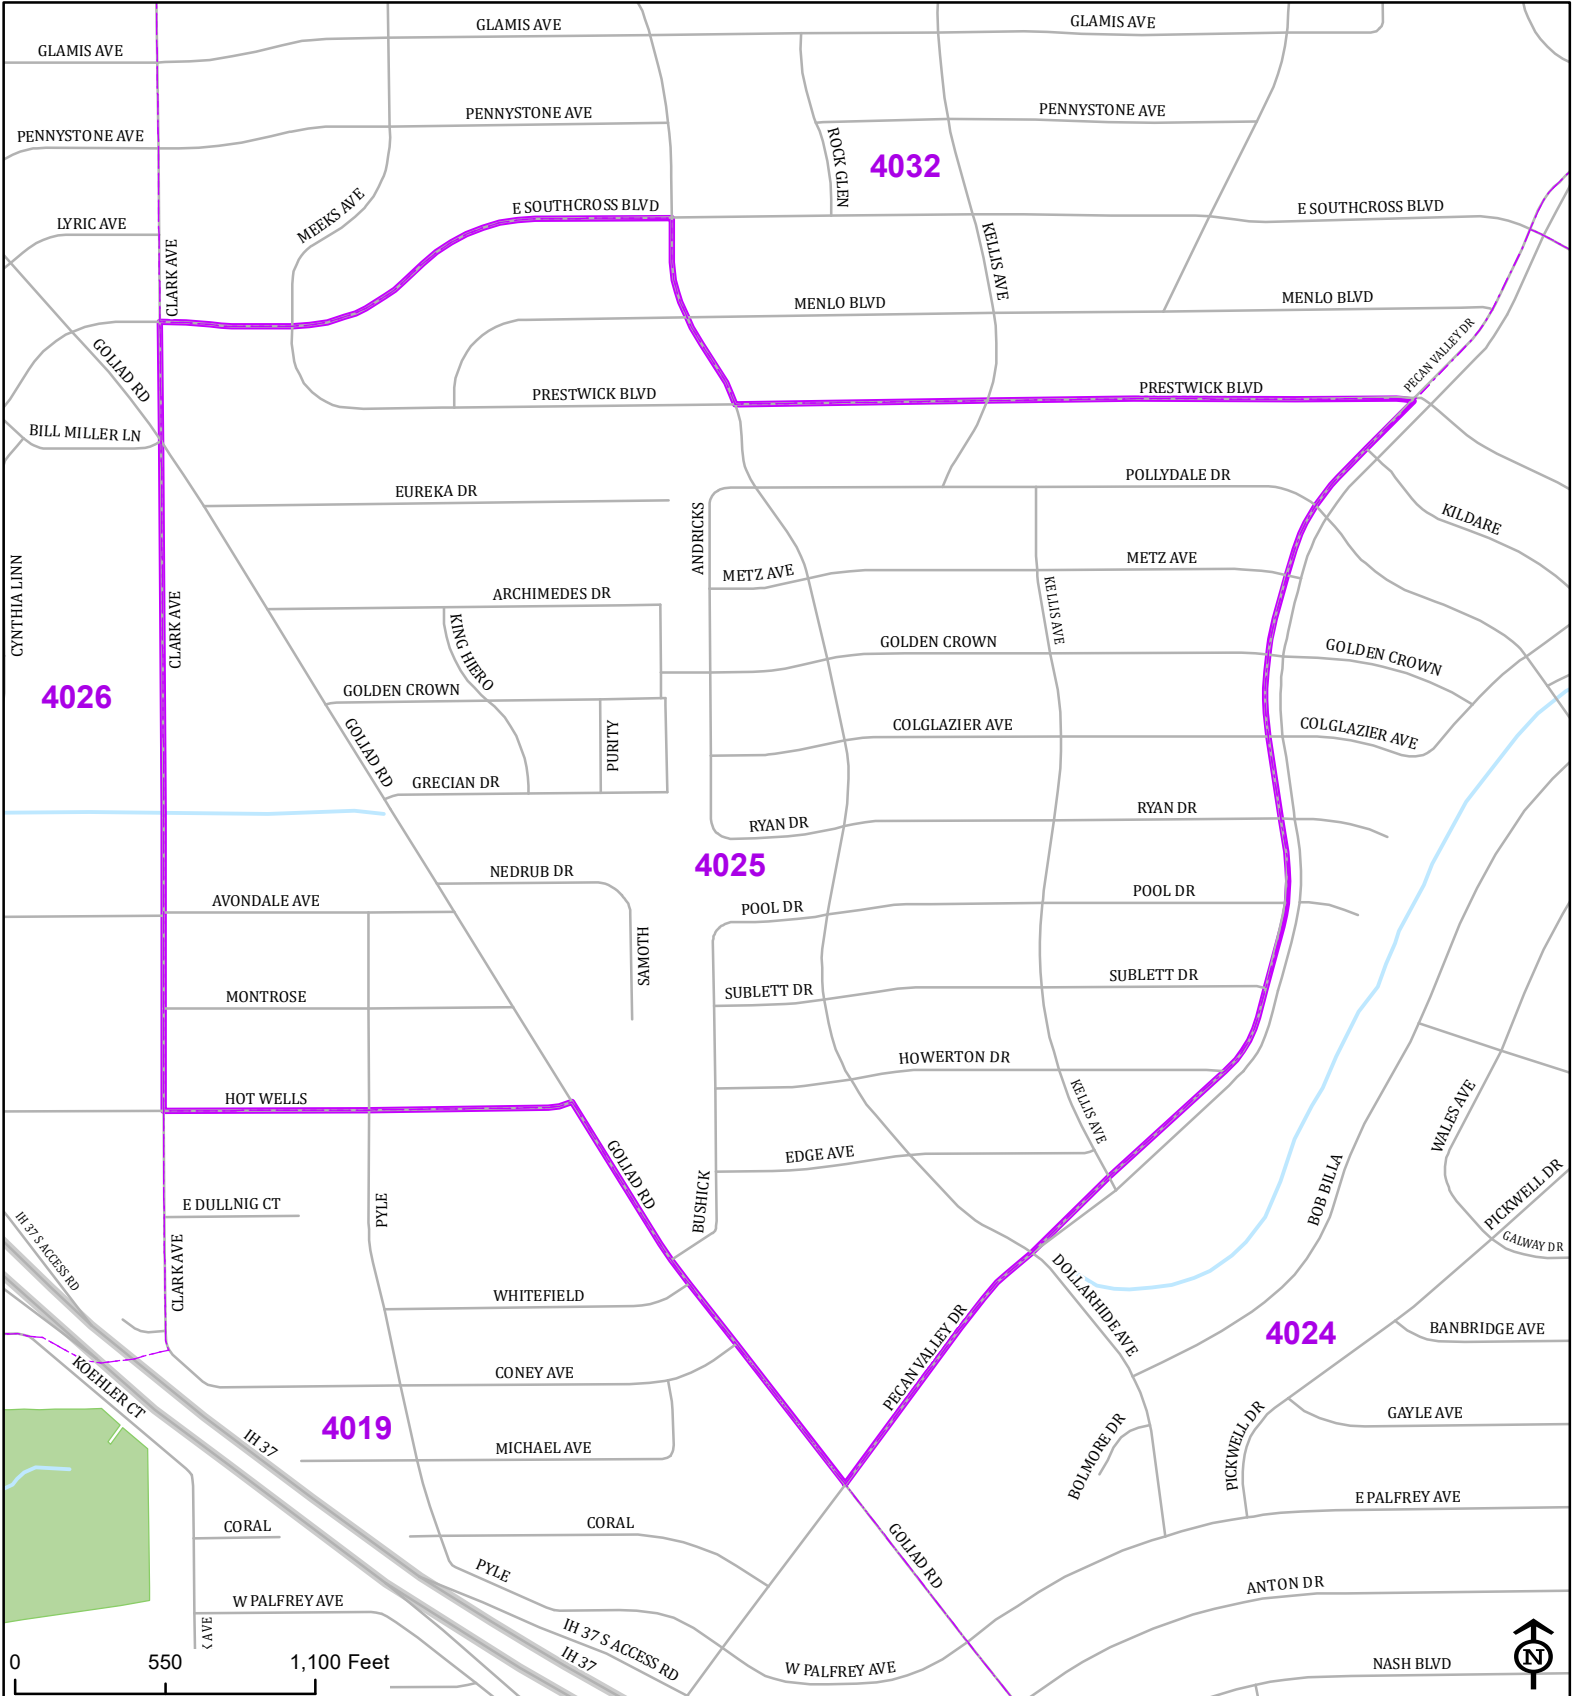 GLAMIS AVE
GLAMIS AVE
GLAMIS AVE
PENNYSTONE AVE
PENNYSTONE AVE
PENNYSTONE AVE
ROCK GLEN
4032
MEEKS AVE
E SOUTHCROSS BLVD
E SOUTHCROSS BLVD
LYRIC AVE
CLARK AVE
KELLIS AVE
MENLO BLVD
MENLO BLVD
GOLIAD RD
PECAN VALLEY DR
PRESTWICK BLVD
PRESTWICK BLVD
BILL MILLER LN
EUREKA DR
POLLYDALE DR
KILDARE
ANDRICKS
METZ AVE
METZ AVE
CYNTHIA LINN
CLARK AVE
ARCHIMEDES DR
KING HIERO
KELLIS AVE
GOLDEN CROWN
GOLDEN CROWN
4026
GOLDEN CROWN
GOLIAD RD
PURITY
COLGLAZIER AVE
COLGLAZIER AVE
GRECIAN DR
RYAN DR
RYAN DR
4025
NEDRUB DR
AVONDALE AVE
POOL DR
POOL DR
SAMOTH
MONTROSE
SUBLETT DR
SUBLETT DR
HOWERTON DR
HOT WELLS
KELLIS AVE
WALES AVE
GOLIAD RD
EDGE AVE
BUSHICK
BOB BILLA
PICKWELL DR
GALWAY DR
E DULLNIG CT
PYLE
IH 37 S ACCESS RD
CLARK AVE
DOLLARHIDE AVE
WHITEFIELD
PECAN VALLEY DR
4024
BANBRIDGE AVE
KOEHLER CT
CONEY AVE
4019
IH 37
MICHAEL AVE
BOLMORE DR
PICKWELL DR
GAYLE AVE
E PALFREY AVE
CORAL
CORAL
GOLIAD RD
PYLE
ANTON DR
W PALFREY AVE
K AVE
IH 37 S ACCESS RD
IH 37
W PALFREY AVE
NASH BLVD
0 550 1,100 Feet
N